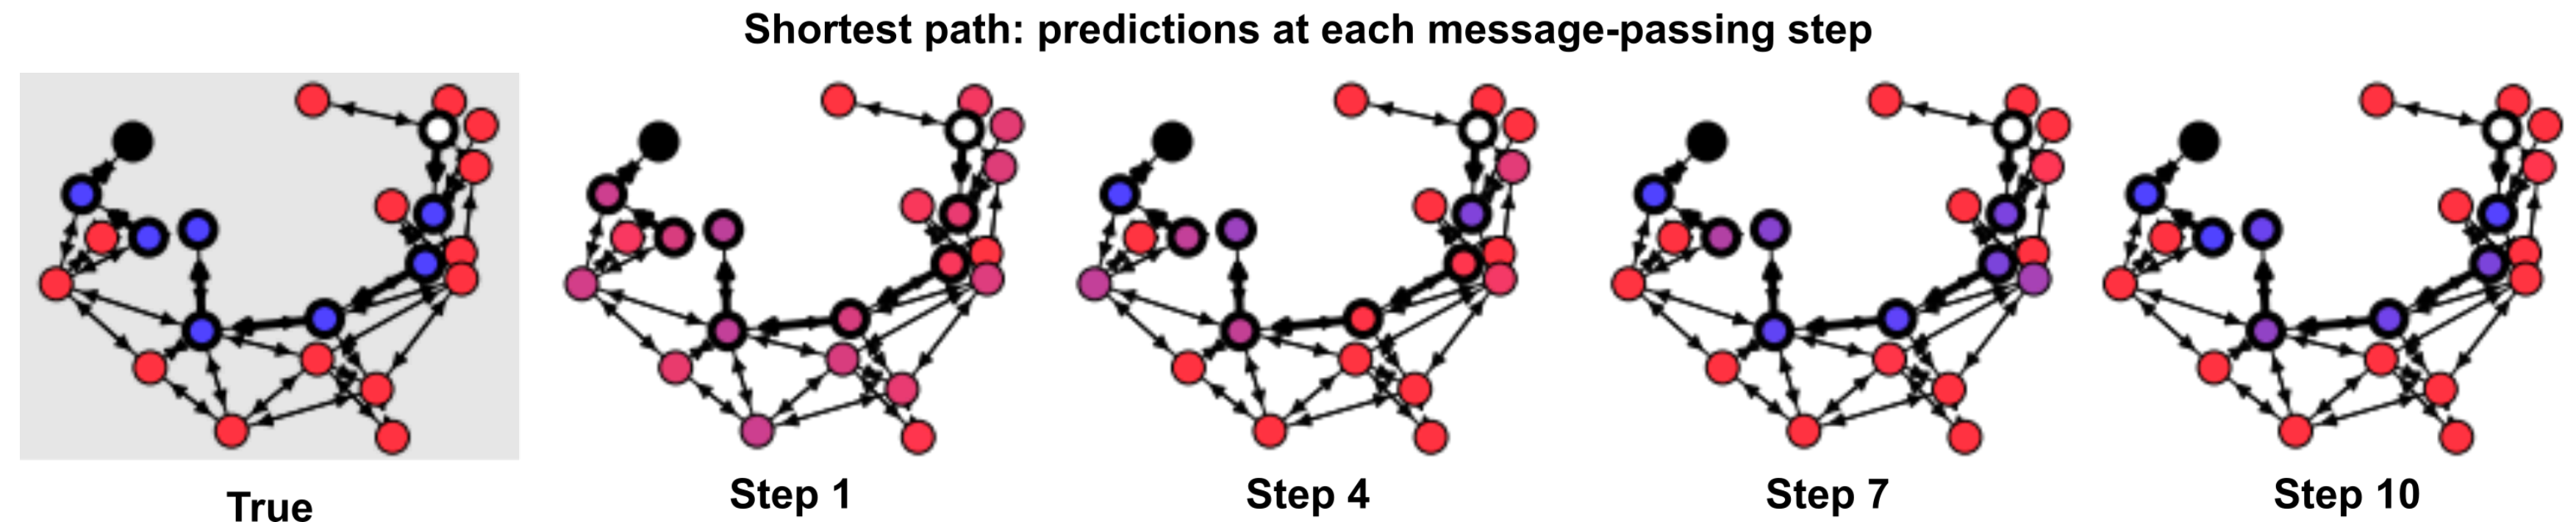 Shortest path: predictions at each message-passing step
True
Step 1
Step 4
Step 7
Step 10